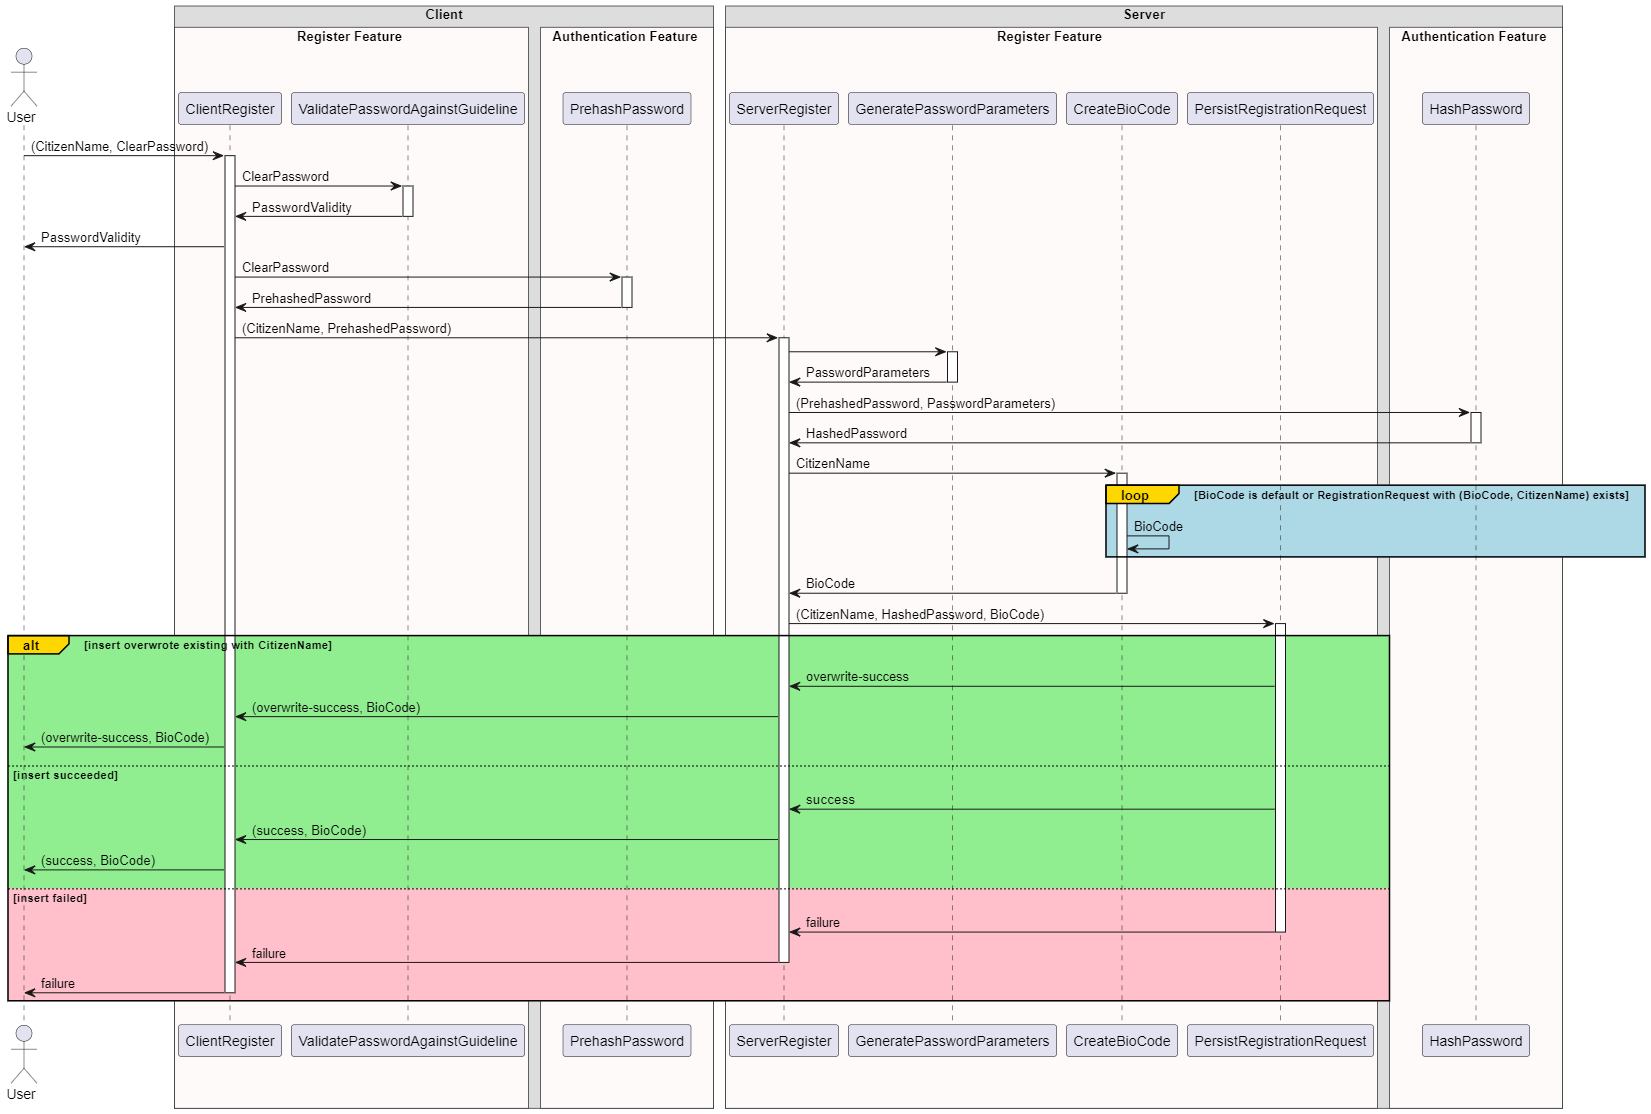 Client
Server
Register Feature
Authentication Feature
Register Feature
Authentication Feature
User
ClientRegister
ValidatePasswordAgainstGuideline
PrehashPassword
ServerRegister
GeneratePasswordParameters
CreateBioCode
PersistRegistrationRequest
HashPassword
(CitizenName, ClearPassword)
ClearPassword
PasswordValidity
PasswordValidity
ClearPassword
PrehashedPassword
(CitizenName, PrehashedPassword)
PasswordParameters
(PrehashedPassword, PasswordParameters)
HashedPassword
CitizenName
loop
[BioCode is default or RegistrationRequest with (BioCode, CitizenName) exists]
BioCode
BioCode
(CitizenName, HashedPassword, BioCode)
alt
[insert overwrote existing with CitizenName]
overwrite-success
(overwrite-success, BioCode)
(overwrite-success, BioCode)
[insert succeeded]
success
(success, BioCode)
(success, BioCode)
[insert failed]
failure
failure
failure
User
ClientRegister
ValidatePasswordAgainstGuideline
PrehashPassword
ServerRegister
GeneratePasswordParameters
CreateBioCode
PersistRegistrationRequest
HashPassword